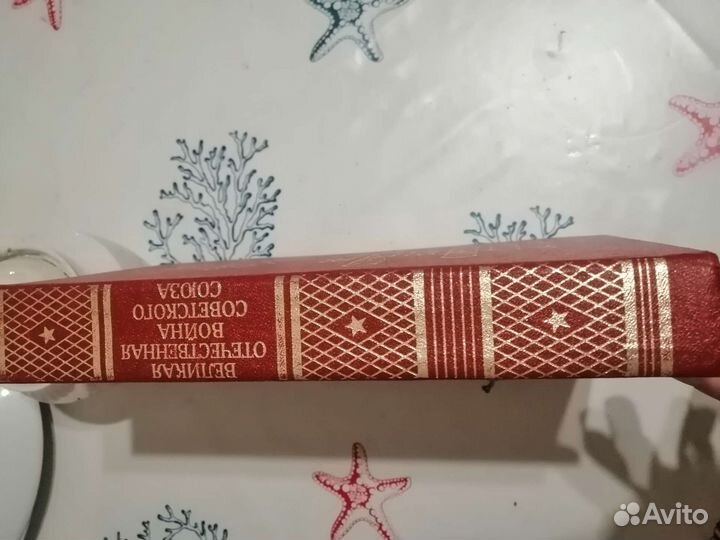 ВЕЛИКАЯ
ОТЕЧЕСТВЕННАЯ
ВОЙНА
СОВЕТСКОГО
СОЮЗА
Avito